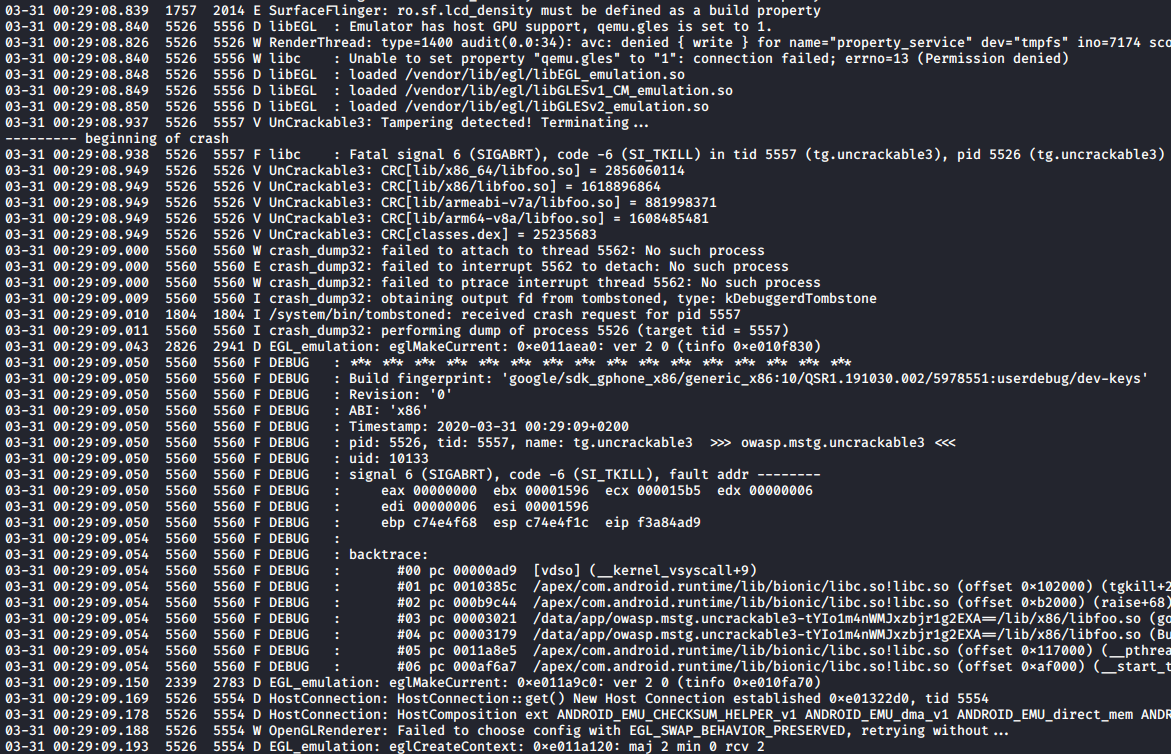 03-31 00:29:08.839  1757  2014 E SurfaceFlinger: ro.sf.lcd_density must be defined as a build property
03-31 00:29:08.840  5526  5556 D libEGL  : Emulator has host GPU support, qemu.gles is set to 1.
03-31 00:29:08.826  5526  5526 W RenderThread: type=1400 audit(0.0:34): avc: denied { write } for name="property_service" dev="tmpfs" ino=7174 sco
03-31 00:29:08.840  5526  5556 W libc    : Unable to set property "qemu.gles" to "1": connection failed; errno=13 (Permission denied)
03-31 00:29:08.848  5526  5556 D libEGL  : loaded /vendor/lib/egl/libEGL_emulation.so
03-31 00:29:08.849  5526  5556 D libEGL  : loaded /vendor/lib/egl/libGLESv1_CM_emulation.so
03-31 00:29:08.850  5526  5556 D libEGL  : loaded /vendor/lib/egl/libGLESv2_emulation.so
03-31 00:29:08.937  5526  5557 V UnCrackable3: Tampering detected! Terminating...
--------- beginning of crash
03-31 00:29:08.938  5526  5557 F libc    : Fatal signal 6 (SIGABRT), code -6 (SI_TKILL) in tid 5557 (tg.uncrackable3), pid 5526 (tg.uncrackable3)
03-31 00:29:08.949  5526  5526 V UnCrackable3: CRC[lib/x86_64/libfoo.so] = 2856060114
03-31 00:29:08.949  5526  5526 V UnCrackable3: CRC[lib/x86/libfoo.so] = 1618896864
03-31 00:29:08.949  5526  5526 V UnCrackable3: CRC[lib/armeabi-v7a/libfoo.so] = 881998371
03-31 00:29:08.949  5526  5526 V UnCrackable3: CRC[lib/arm64-v8a/libfoo.so] = 1608485481
03-31 00:29:08.949  5526  5526 V UnCrackable3: CRC[classes.dex] = 25235683
03-31 00:29:09.000  5560  5560 W crash_dump32: failed to attach to thread 5562: No such process
03-31 00:29:09.000  5560  5560 E crash_dump32: failed to interrupt 5562 to detach: No such process
03-31 00:29:09.000  5560  5560 W crash_dump32: failed to ptrace interrupt thread 5562: No such process
03-31 00:29:09.009  5560  5560 I crash_dump32: obtaining output fd from tombstoned, type: kDebuggerdTombstone
03-31 00:29:09.010  1804  1804 I /system/bin/tombstoned: received crash request for pid 5557
03-31 00:29:09.011  5560  5560 I crash_dump32: performing dump of process 5526 (target tid = 5557)
03-31 00:29:09.043  2826  2941 D EGL_emulation: eglMakeCurrent: 0xe011aea0: ver 2 0 (tinfo 0xe010f830)
03-31 00:29:09.050  5560  5560 F DEBUG   : *** *** *** *** *** *** *** *** *** *** *** *** *** *** *** ***
03-31 00:29:09.050  5560  5560 F DEBUG   : Build fingerprint: 'google/sdk_gphone_x86/generic_x86:10/QSR1.191030.002/5978551:userdebug/dev-keys'
03-31 00:29:09.050  5560  5560 F DEBUG   : Revision: '0'
03-31 00:29:09.050  5560  5560 F DEBUG   : ABI: 'x86'
03-31 00:29:09.050  5560  5560 F DEBUG   : Timestamp: 2020-03-31 00:29:09+0200
03-31 00:29:09.050  5560  5560 F DEBUG   : pid: 5526, tid: 5557, name: tg.uncrackable3  >>> owasp.mstg.uncrackable3 <<<
03-31 00:29:09.050  5560  5560 F DEBUG   : uid: 10133
03-31 00:29:09.050  5560  5560 F DEBUG   : signal 6 (SIGABRT), code -6 (SI_TKILL), fault addr --------
03-31 00:29:09.050  5560  5560 F DEBUG   :     eax 00000000  ebx 00001596  ecx 000015b5  edx 00000006
03-31 00:29:09.050  5560  5560 F DEBUG   :     edi 00000006  esi 00001596
03-31 00:29:09.050  5560  5560 F DEBUG   :     ebp c74e4f68  esp c74e4f1c  eip f3a84ad9
03-31 00:29:09.054  5560  5560 F DEBUG   :
03-31 00:29:09.054  5560  5560 F DEBUG   : backtrace:
03-31 00:29:09.054  5560  5560 F DEBUG   :       #00 pc 00000ad9  [vdso] (__kernel_vsyscall+9)
03-31 00:29:09.054  5560  5560 F DEBUG   :       #01 pc 0010385c  /apex/com.android.runtime/lib/bionic/libc.so!libc.so (offset 0x102000) (tgkill+2
03-31 00:29:09.054  5560  5560 F DEBUG   :       #02 pc 000b9c44  /apex/com.android.runtime/lib/bionic/libc.so!libc.so (offset 0xb2000) (raise+68)
03-31 00:29:09.054  5560  5560 F DEBUG   :       #03 pc 00003021  /data/app/owasp.mstg.uncrackable3-tYIo1m4nWMJxzbjr1g2EXA==/lib/x86/libfoo.so (go
03-31 00:29:09.054  5560  5560 F DEBUG   :       #04 pc 00003179  /data/app/owasp.mstg.uncrackable3-tYIo1m4nWMJxzbjr1g2EXA==/lib/x86/libfoo.so (Bu
03-31 00:29:09.054  5560  5560 F DEBUG   :       #05 pc 0011a8e5  /apex/com.android.runtime/lib/bionic/libc.so!libc.so (offset 0x117000) (__pthrea
03-31 00:29:09.054  5560  5560 F DEBUG   :       #06 pc 000af6a7  /apex/com.android.runtime/lib/bionic/libc.so!libc.so (offset 0xaf000) (__start_t
03-31 00:29:09.150  2339  2783 D EGL_emulation: eglMakeCurrent: 0xe011a9c0: ver 2 0 (tinfo 0xe010fa70)
03-31 00:29:09.169  5526  5554 D HostConnection: HostConnection::get() New Host Connection established 0xe01322d0, tid 5554
03-31 00:29:09.178  5526  5554 D HostConnection: HostComposition ext ANDROID_EMU_CHECKSUM_HELPER_v1 ANDROID_EMU_dma_v1 ANDROID_EMU_direct_mem ANDR
03-31 00:29:09.188  5526  5554 W OpenGLRenderer: Failed to choose config with EGL_SWAP_BEHAVIOR_PRESERVED, retrying without...
03-31 00:29:09.193  5526  5554 D EGL_emulation: eglCreateContext: 0xe011a120: maj 2 min 0 rcv 2